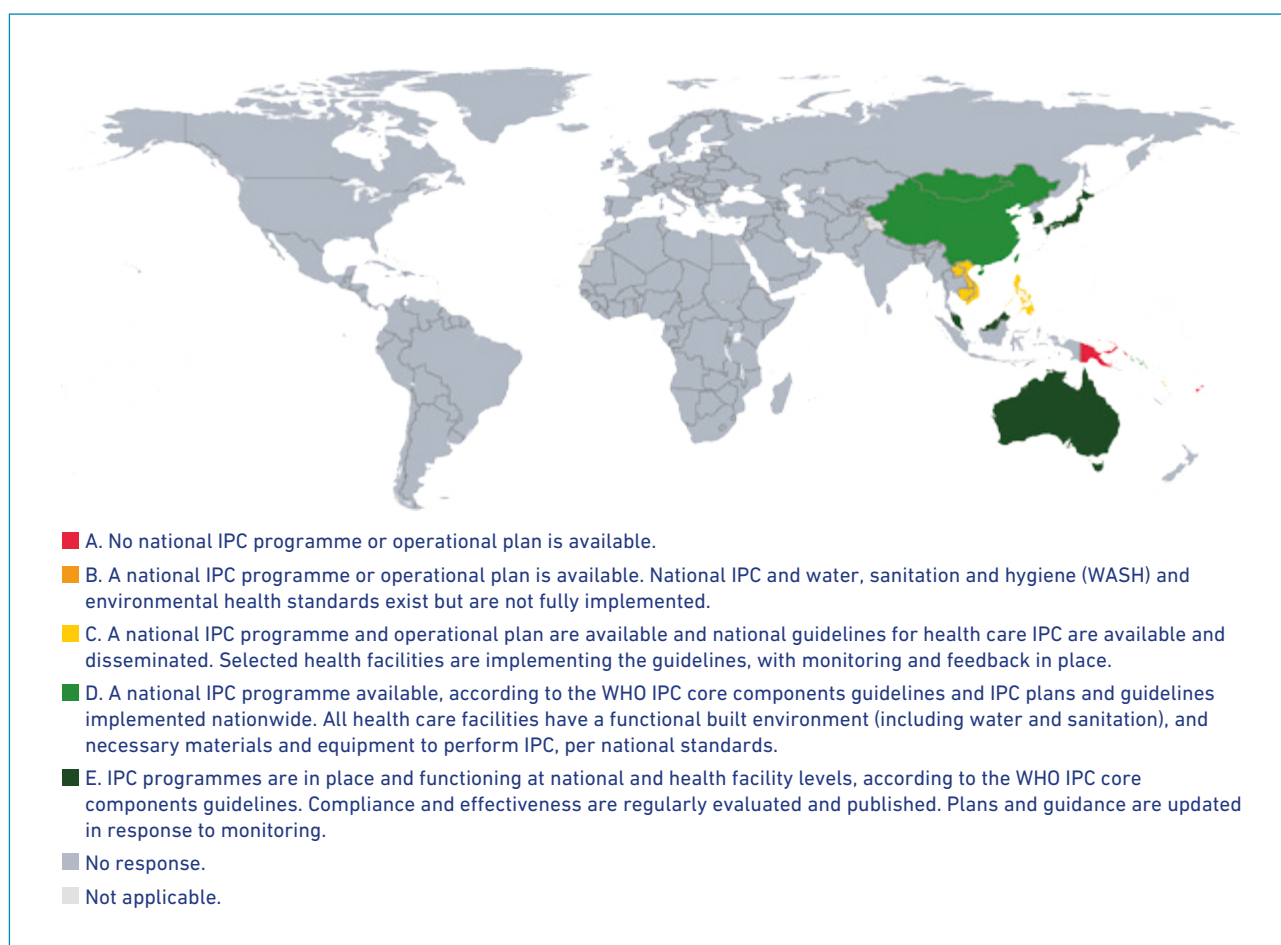 A. No national IPC programme or operational plan is available.
B. A national IPC programme or operational plan is available. National IPC and water, sanitation and hygiene (WASH) and
environmental health standards exist but are not fully implemented.
C. A national IPC programme and operational plan are available and national guidelines for health care IPC are available and
disseminated. Selected health facilities are implementing the guidelines, with monitoring and feedback in place.
D. A national IPC programme available, according to the WHO IPC core components guidelines and IPC plans and guidelines
implemented nationwide. All health care facilities have a functional built environment (including water and sanitation), and
necessary materials and equipment to perform IPC, per national standards.
E. IPC programmes are in place and functioning at national and health facility levels, according to the WHO IPC core
components guidelines. Compliance and effectiveness are regularly evaluated and published. Plans and guidance are updated
in response to monitoring.
No response.
Not applicable.